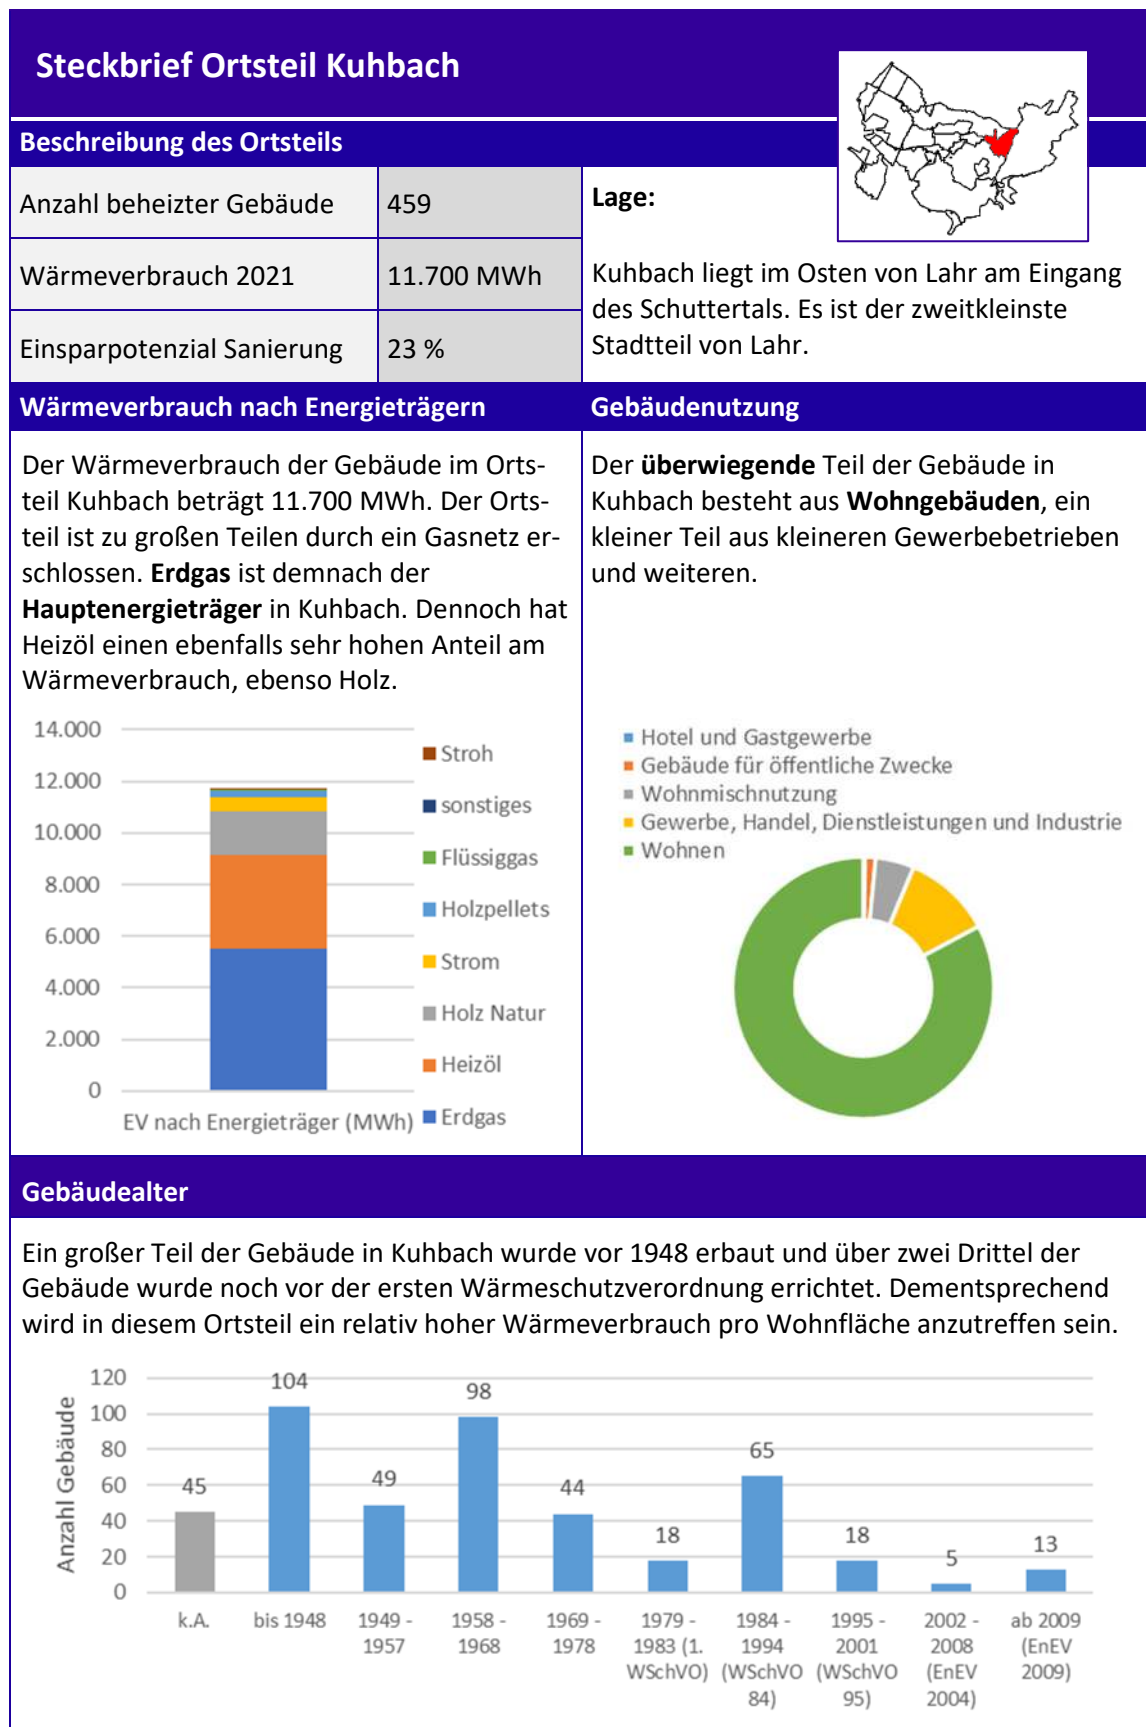 Steckbrief Ortsteil Kuhbach
Beschreibung des Ortsteils
Anzahl beheizter Gebäude 459
Wärmeverbrauch 2021 11.700 MWh
Einsparpotenzial Sanierung 23 %
Lage:
Kuhbach liegt im Osten von Lahr am Eingang
des Schuttertals. Es ist der zweitkleinste
Stadtteil von Lahr.
Wärmeverbrauch nach Energieträgern
Der Wärmeverbrauch der Gebäude im Orts-
teil Kuhbach beträgt 11.700 MWh. Der Orts-
teil ist zu großen Teilen durch ein Gasnetz er-
schlossen. Erdgas ist demnach der
Hauptenergieträger in Kuhbach. Dennoch hat
Heizöl einen ebenfalls sehr hohen Anteil am
Wärmeverbrauch, ebenso Holz.
14.000
12.000
10.000
8.000
6.000
4.000
2.000
0
EV nach Energieträger (MWh)
Stroh
sonstiges
Flüssiggas
Holzpellets
Strom
Holz Natur
Heizöl
Erdgas
Gebäudenutzung
Der überwiegende Teil der Gebäude in
Kuhbach besteht aus Wohngebäuden, ein
kleiner Teil aus kleineren Gewerbebetrieben
und weiteren.
Hotel und Gastgewerbe
Gebäude für öffentliche Zwecke
Wohnmischnutzung
Gewerbe, Handel, Dienstleistungen und Industrie
Wohnen
Gebäudealter
Ein großer Teil der Gebäude in Kuhbach wurde vor 1948 erbaut und über zwei Drittel der
Gebäude wurde noch vor der ersten Wärmeschutzverordnung errichtet. Dementsprechend
wird in diesem Ortsteil ein relativ hoher Wärmeverbrauch pro Wohnfläche anzutreffen sein.
Anzahl Gebäude
120
100
80
60
40
20
0
45 104 49 98 44 18 65 18 5 13
k.A. bis 1948 1949 - 1958 - 1969 - 1979 - 1984 - 1995 - 2002 - ab 2009
1957 1968 1978 1983 (1. 1994 2001 2008 (EnEV
WSchVO) (WSchVO (WSchVO (EnEV 2009)
84) 95) 2004)